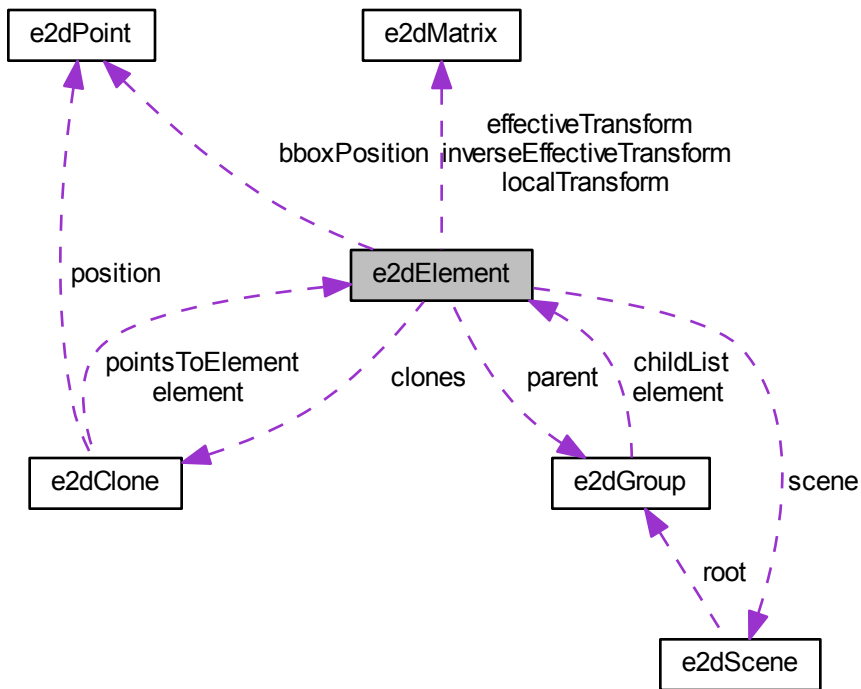 e2dPoint
e2dMatrix
effectiveTransform
bboxPosition
inverseEffectiveTransform
localTransform
e2dElement
position
pointsToElement
element
clones
parent
childList
element
scene
e2dClone
e2dGroup
root
e2dScene